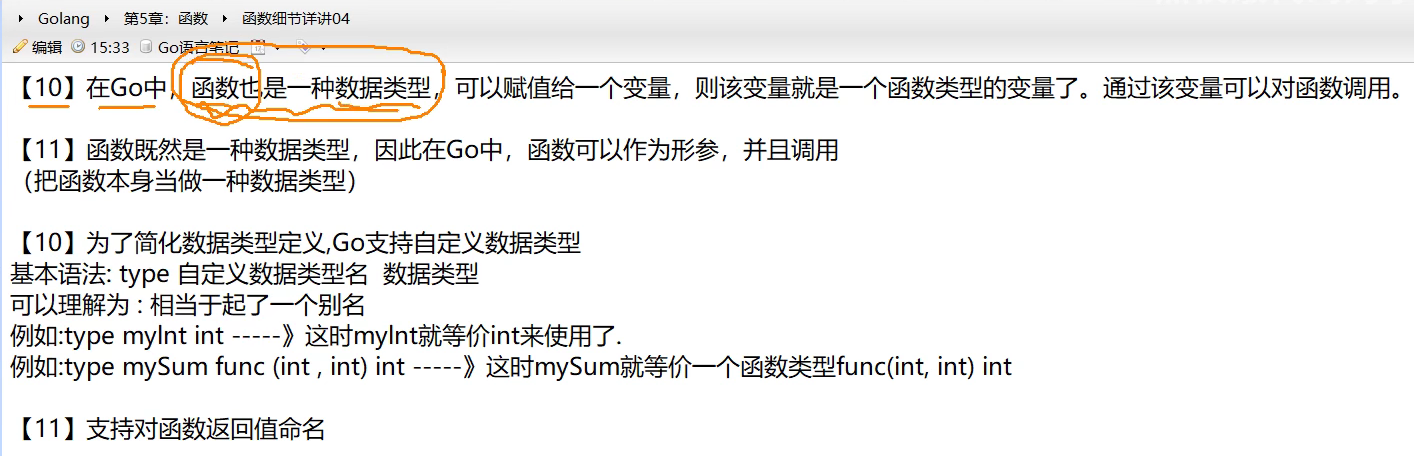 Golang 第5章：函数 函数细节详讲04
编辑 15:33 Go语言笔记
【10】在Go中，函数也是一种数据类型，可以赋值给一个变量，则该变量就是一个函数类型的变量了。通过该变量可以对函数调用。
【11】函数既然是一种数据类型，因此在Go中，函数可以作为形参，并且调用
（把函数本身当做一种数据类型）
【10】为了简化数据类型定义,Go支持自定义数据类型
基本语法: type 自定义数据类型名 数据类型
可以理解为 : 相当于起了一个别名
例如:type myInt int -----》这时myInt就等价int来使用了.
例如:type mySum func (int , int) int -----》这时mySum就等价一个函数类型func(int, int) int
【11】支持对函数返回值命名